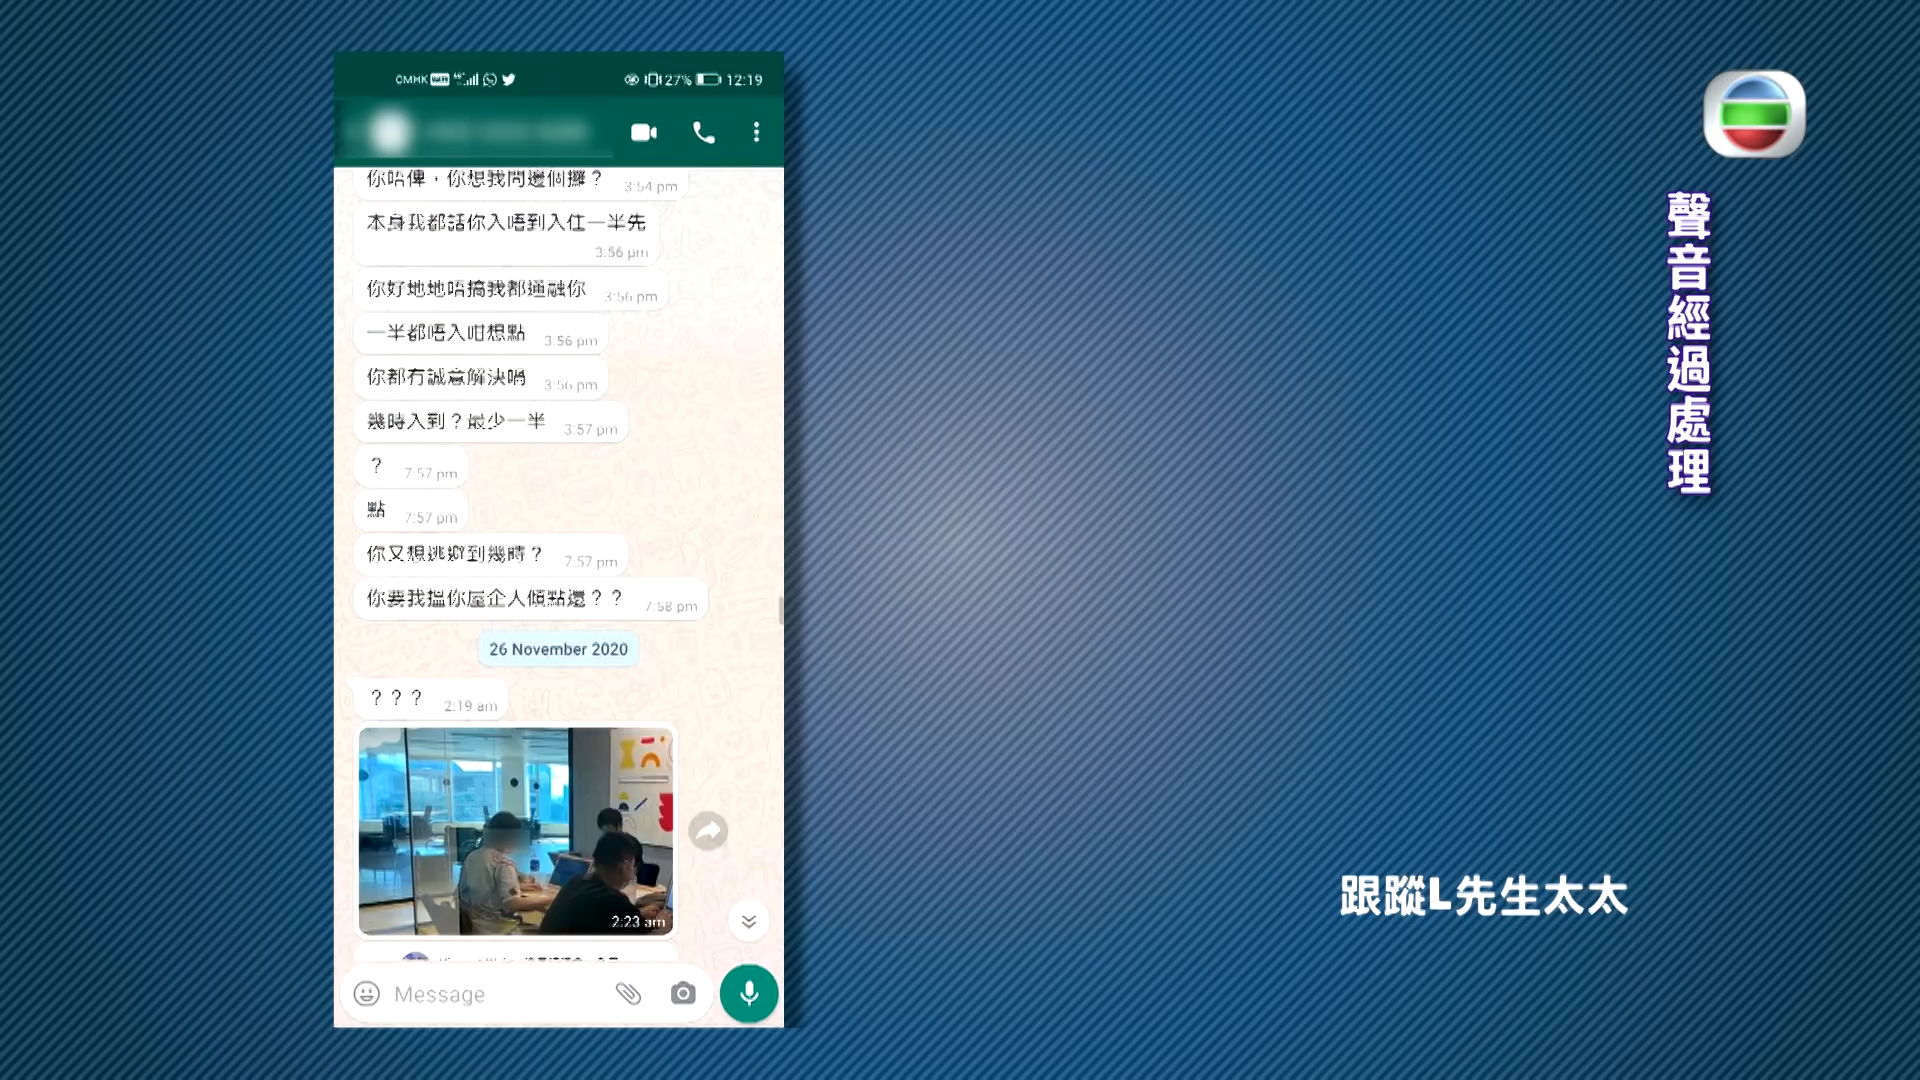 CMHK 27% 12:19
你唔俾，你想我問邊個攞？ 3:54 pm
本身我都話你入唔到入住一半先
3:56 pm
你好地地唔搞我都通融你 3:56 pm
一半都唔入咁想點 3:56 pm
你都冇誠意解決喎 3:56 pm
幾時入到？最少一半 3:57 pm
？ 7:57 pm
點 7:57 pm
你又想逃避到幾時？ 7:57 pm
你要我搵你屋企人傾點還？？ 7:58 pm
26 November 2020
？？？ 2:19 am
2:23 am
Message
聲音經過處理
跟蹤L先生太太